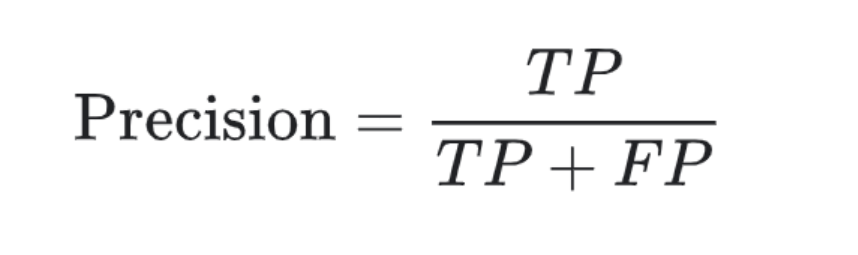 Precision = TP / TP + FP